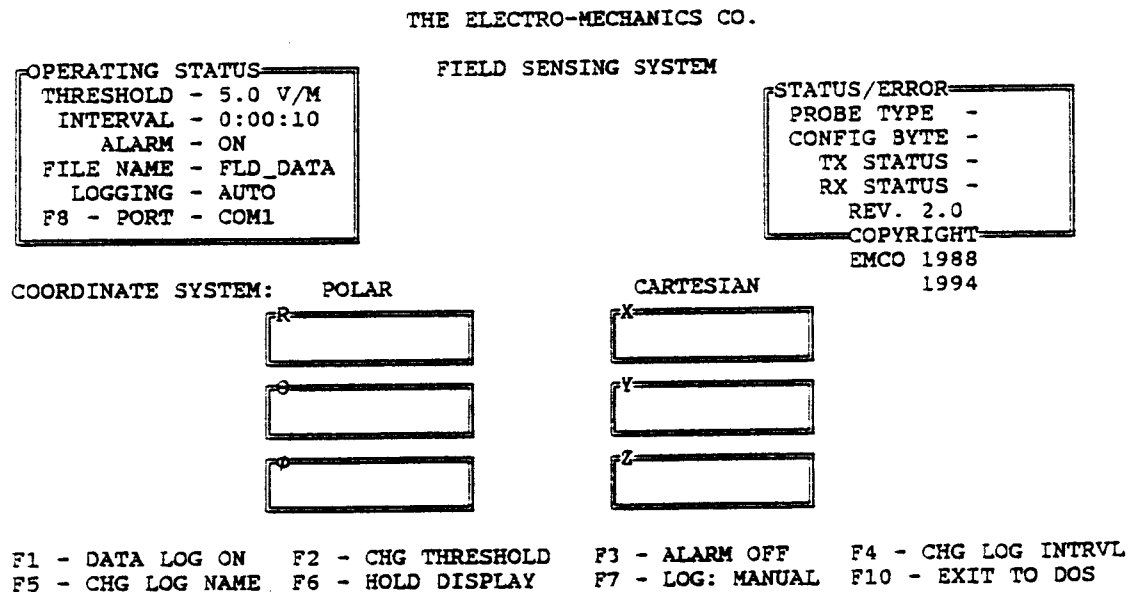 THE ELECTRO-MECHANICS CO.
FIELD SENSING SYSTEM
OPERATING STATUS
THRESHOLD - 5.0 V/M
INTERVAL - 0:00:10
ALARM - ON
FILE NAME - FLD_DATA
LOGGING - AUTO
F8 - PORT - COM1
STATUS/ERROR
PROBE TYPE -
CONFIG BYTE -
TX STATUS -
RX STATUS -
REV. 2.0
COPYRIGHT
EMCO 1988
1994
COORDINATE SYSTEM: POLAR CARTESIAN
R X
Θ Y
φ Z
F1 - DATA LOG ON F2 - CHG THRESHOLD F3 - ALARM OFF F4 - CHG LOG INTRVL
F5 - CHG LOG NAME F6 - HOLD DISPLAY F7 - LOG: MANUAL F10 - EXIT TO DOS